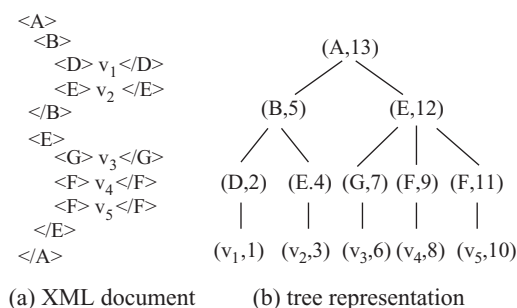 <A>
<B>
<D> v₁ </D>
<E> v₂ </E>
</B>
<E>
<G> v₃ </G>
<F> v₄ </F>
<F> v₅ </F>
</E>
</A>
(a) XML document
(A,13)
(B,5) (E,12)
(D,2) (E.4) (G,7) (F,9) (F,11)
(v₁,1) (v₂,3) (v₃,6) (v₄,8) (v₅,10)
(b) tree representation